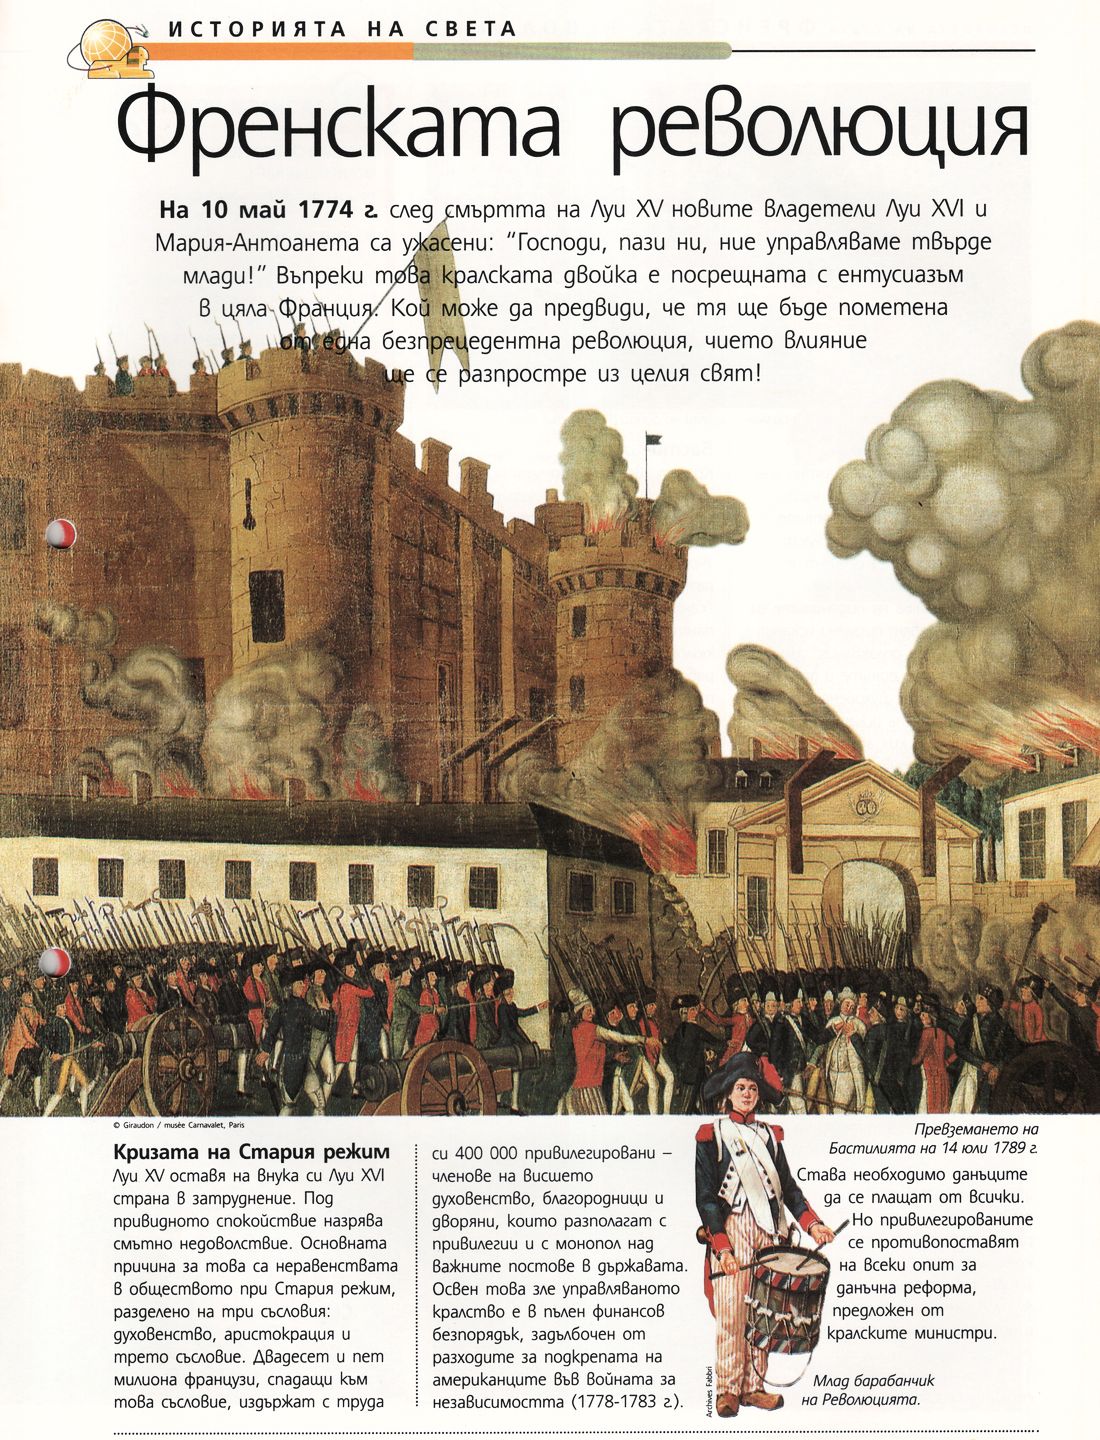 ИСТОРИЯТА НА СВЕТА
Френската революция
На 10 май 1774 г. след смъртта на Луи XV новите владетели Луи XVI и
Мария-Антоанета са ужасени: “Господи, пази ни, ние управляваме твърде
млади!” Въпреки това кралската двойка е посрещната с ентусиазъм
в цяла Франция. Кой може да предвиди, че тя ще бъде пометена
от една безпрецедентна революция, чието влияние
ще се разпростре из целия свят!
© Giraudon / musée Carnavalet, Paris
Превземането на
Бастилията на 14 юли 1789 г.
Кризата на Стария режим
Луи XV оставя на внука си Луи XVI
страна в затруднение. Под
привидното спокойствие назрява
смътно недоволствие. Основната
причина за това са неравенствата
в обществото при Стария режим,
разделено на три съсловия:
духовенство, аристокрация и
трето съсловие. Двадесет и пет
милиона французи, спадащи към
това съсловие, издържат с труда
си 400 000 привилегировани –
членове на висшето
духовенство, благородници и
дворяни, които разполагат с
привилегии и с монопол над
важните постове в държавата.
Освен това зле управляваното
кралство е в пълен финансов
безпорядък, задълбочен от
разходите за подкрепата на
американците във войната за
независимостта (1778-1783 г.).
Става необходимо данъците
да се плащат от всички.
Но привилегированите
се противопоставят
на всеки опит за
данъчна реформа,
предложен от
кралските министри.
Archives Fabbri
Млад барабанчик
на Революцията.